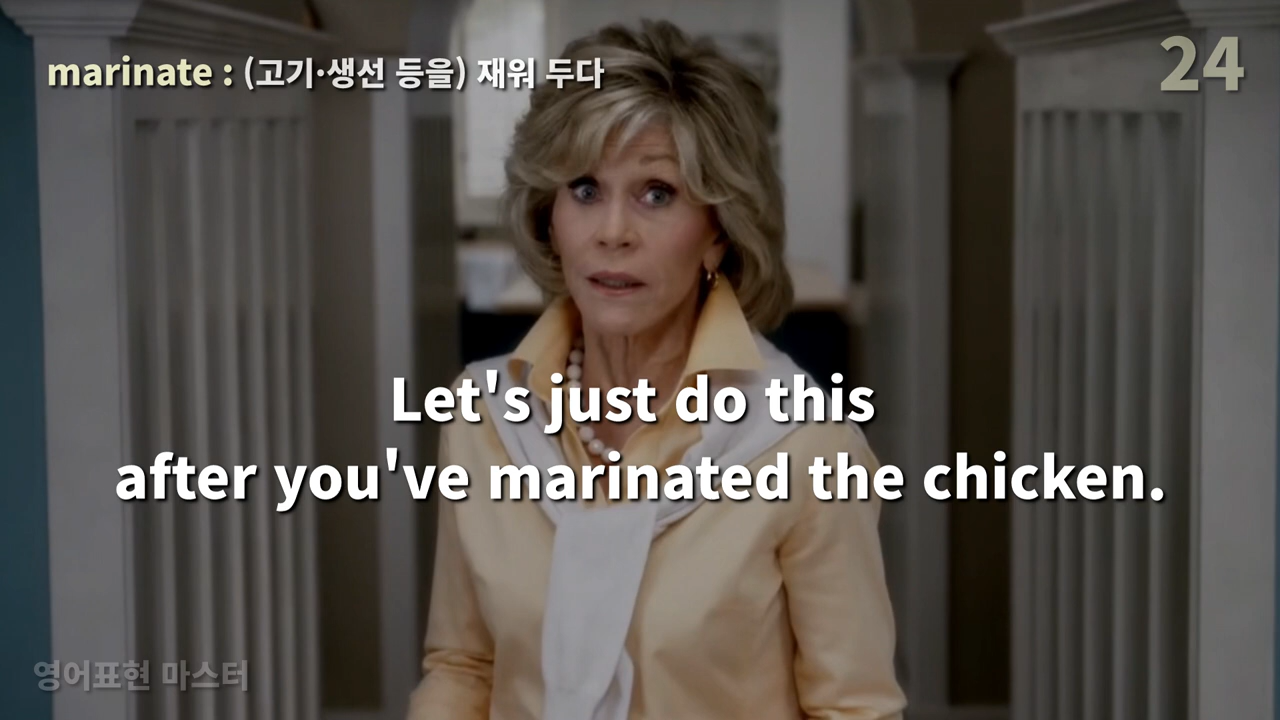 marinate : (고기·생선 등을) 재워 두다
24
Let's just do this
after you've marinated the chicken.
영어표현 마스터